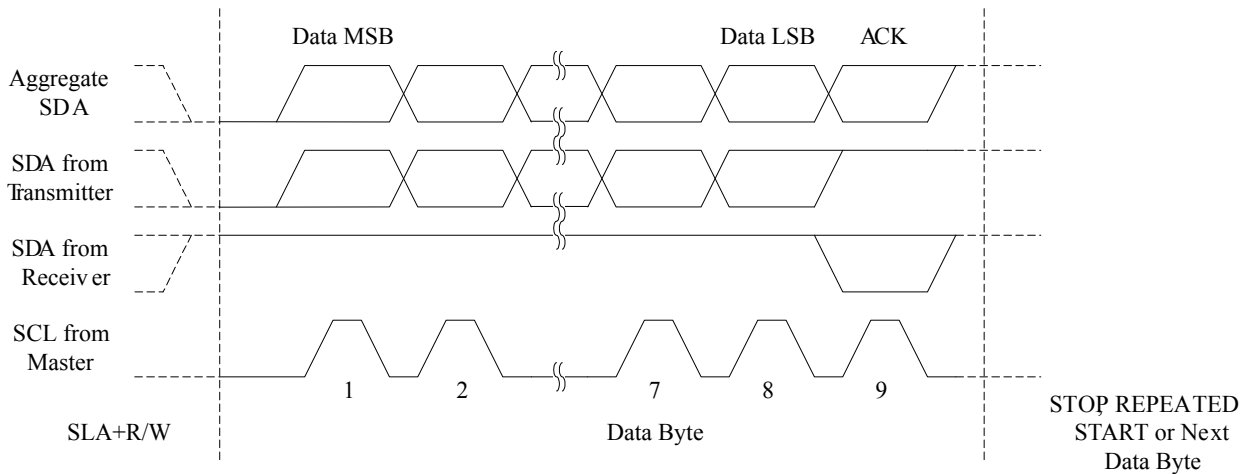 Data MSB
Data LSB
ACK
Aggregate
SDA
SDA from
Transmitter
SDA from
Receiver
SCL from
Master
1
2
7
8
9
SLA+R/W
Data Byte
STOP, REPEATED
START or Next
Data Byte